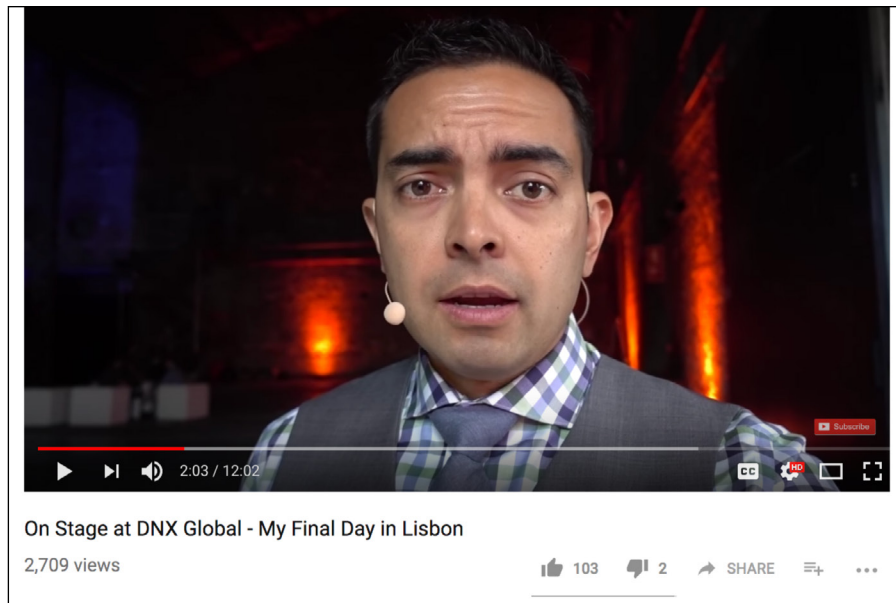 Subscribe
2:03 / 12:02
CC
HD
On Stage at DNX Global - My Final Day in Lisbon
2,709 views
103
2
SHARE